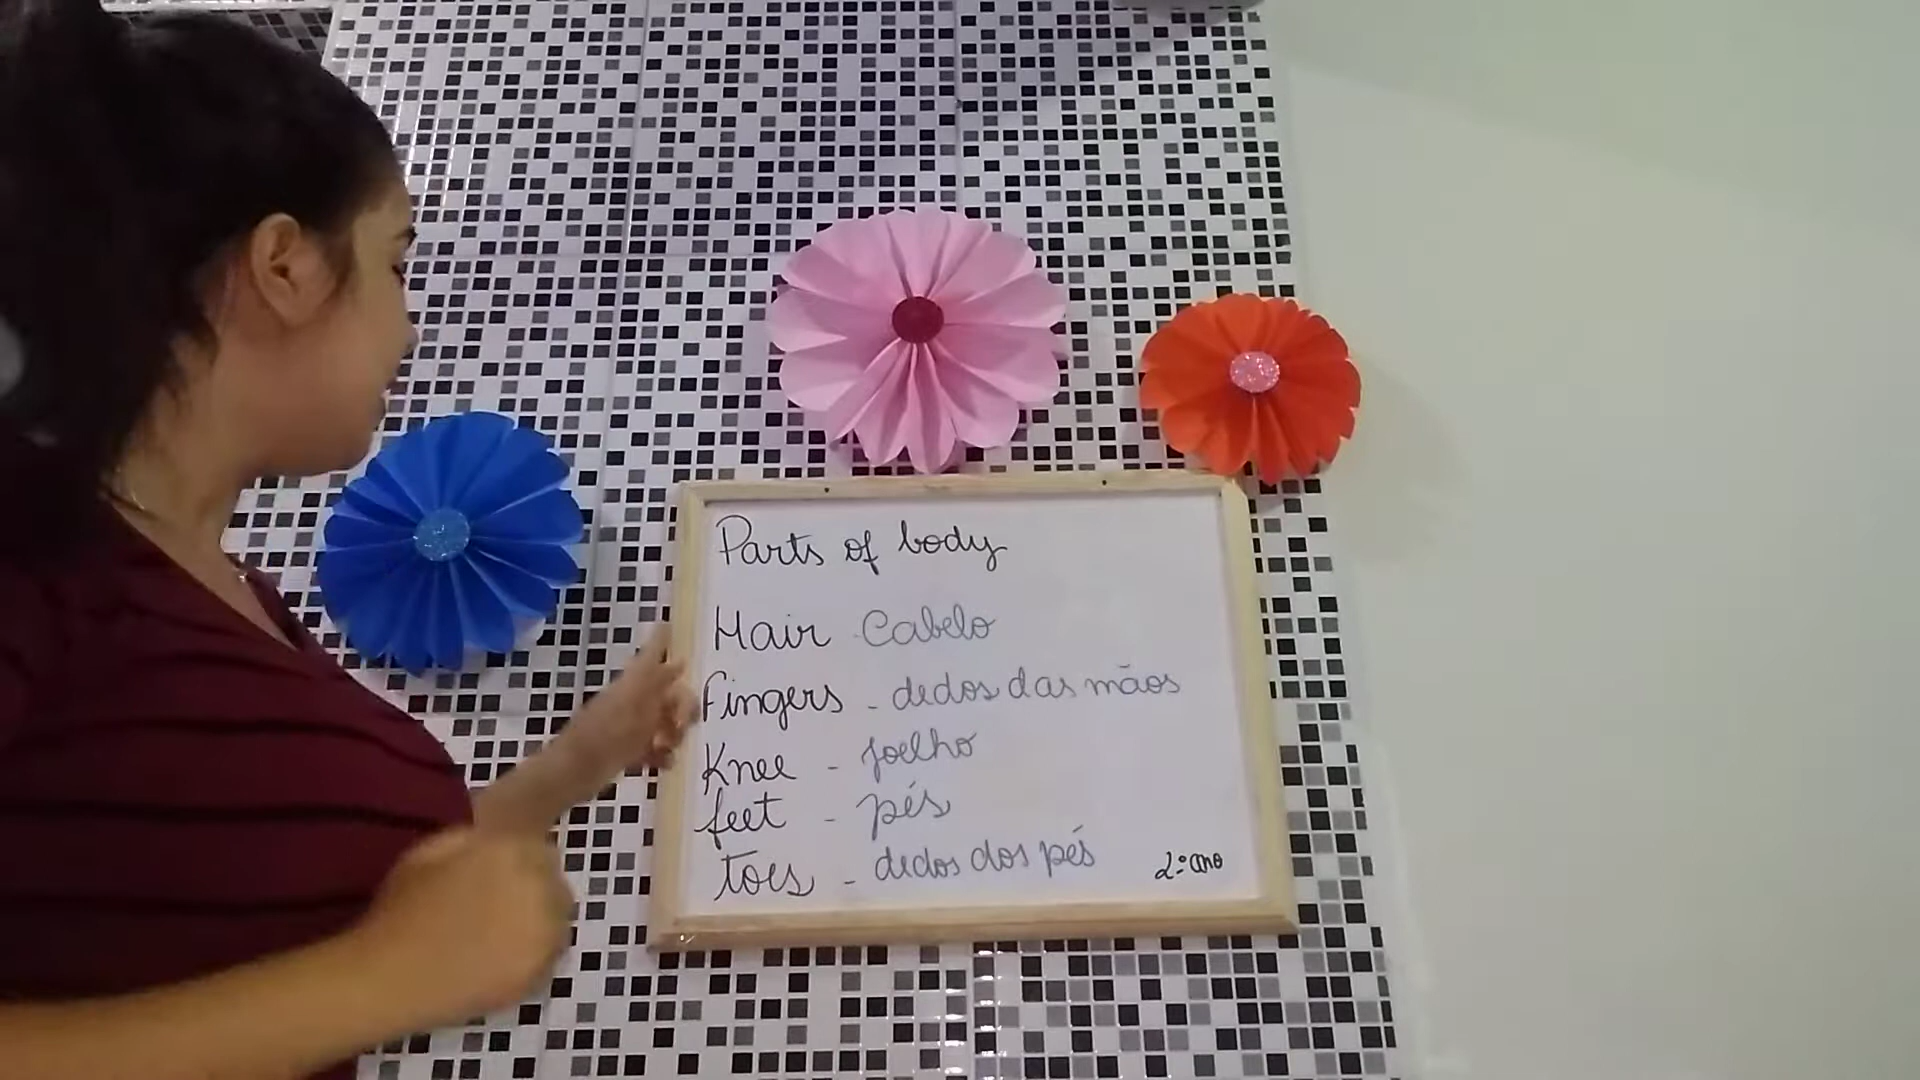 Parts of body
Hair - Cabelo
fingers - dedos das mãos
Knee - joelho
feet - pés
toes - dedos dos pés
2º ano